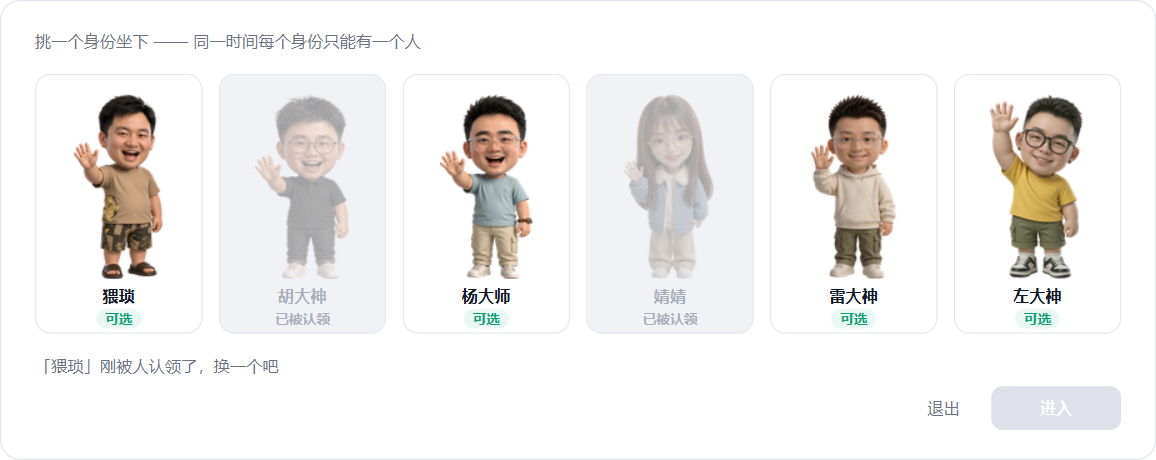 挑一个身份坐下 —— 同一时间每个身份只能有一个人
猥琐
可选
胡大神
已被认领
杨大师
可选
婧婧
已被认领
雷大神
可选
左大神
可选
「猥琐」刚被人认领了，换一个吧
退出
进入